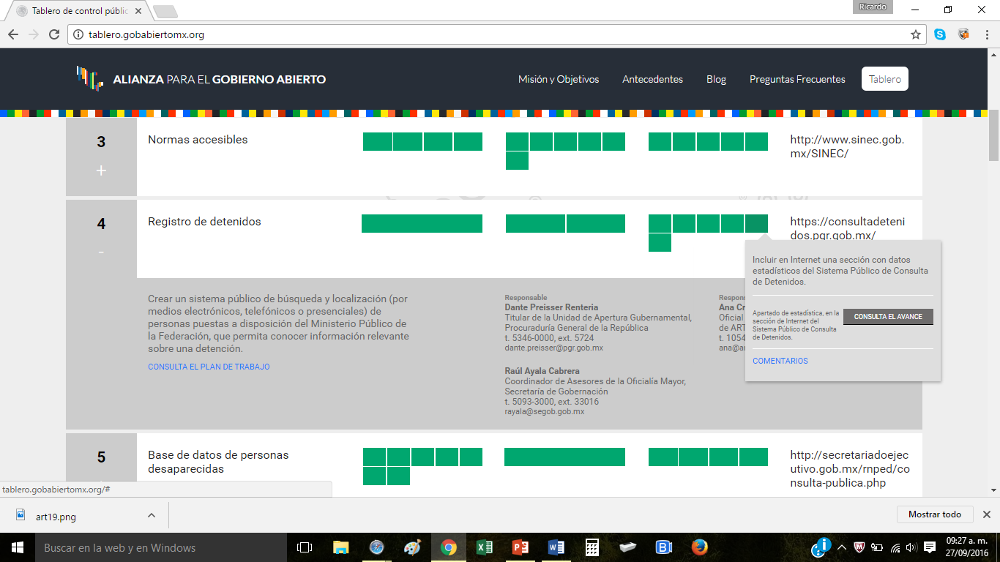 Tablero de control públic
Ricardo
tablero.gobabiertomx.org
ALIANZA PARA EL GOBIERNO ABIERTO
Misión y Objetivos
Antecedentes
Blog
Preguntas Frecuentes
Tablero
3
+
Normas accesibles
http://www.sinec.gob.
mx/SINEC/
4
-
Registro de detenidos
https://consultadeteni
dos.pgr.gob.mx/
Incluir en Internet una sección con datos
estadísticos del Sistema Público de Consulta
de Detenidos.
Apartado de estadística, en la
sección de Internet del
Sistema Público de Consulta
de Detenidos.
CONSULTA EL AVANCE
COMENTARIOS
Crear un sistema público de búsqueda y localización (por
medios electrónicos, telefónicos o presenciales) de
personas puestas a disposición del Ministerio Público de
la Federación, que permita conocer información relevante
sobre una detención.
CONSULTA EL PLAN DE TRABAJO
Responsable
Dante Preisser Renteria
Titular de la Unidad de Apertura Gubernamental,
Procuraduría General de la República
t. 5346-0000, ext. 5724
dante.preisser@pgr.gob.mx
Raúl Ayala Cabrera
Coordinador de Asesores de la Oficialía Mayor,
Secretaría de Gobernación
t. 5093-3000, ext. 33016
rayala@segob.gob.mx
Respons
Ana Cr
Oficial
de ART
t. 1054
ana@ar
5
Base de datos de personas
desaparecidas
http://secretariadoejec
utivo.gob.mx/rnped/co
nsulta-publica.php
tablero.gobabiertomx.org/#
art19.png
Mostrar todo
Buscar en la web y en Windows
09:27 a. m.
27/09/2016